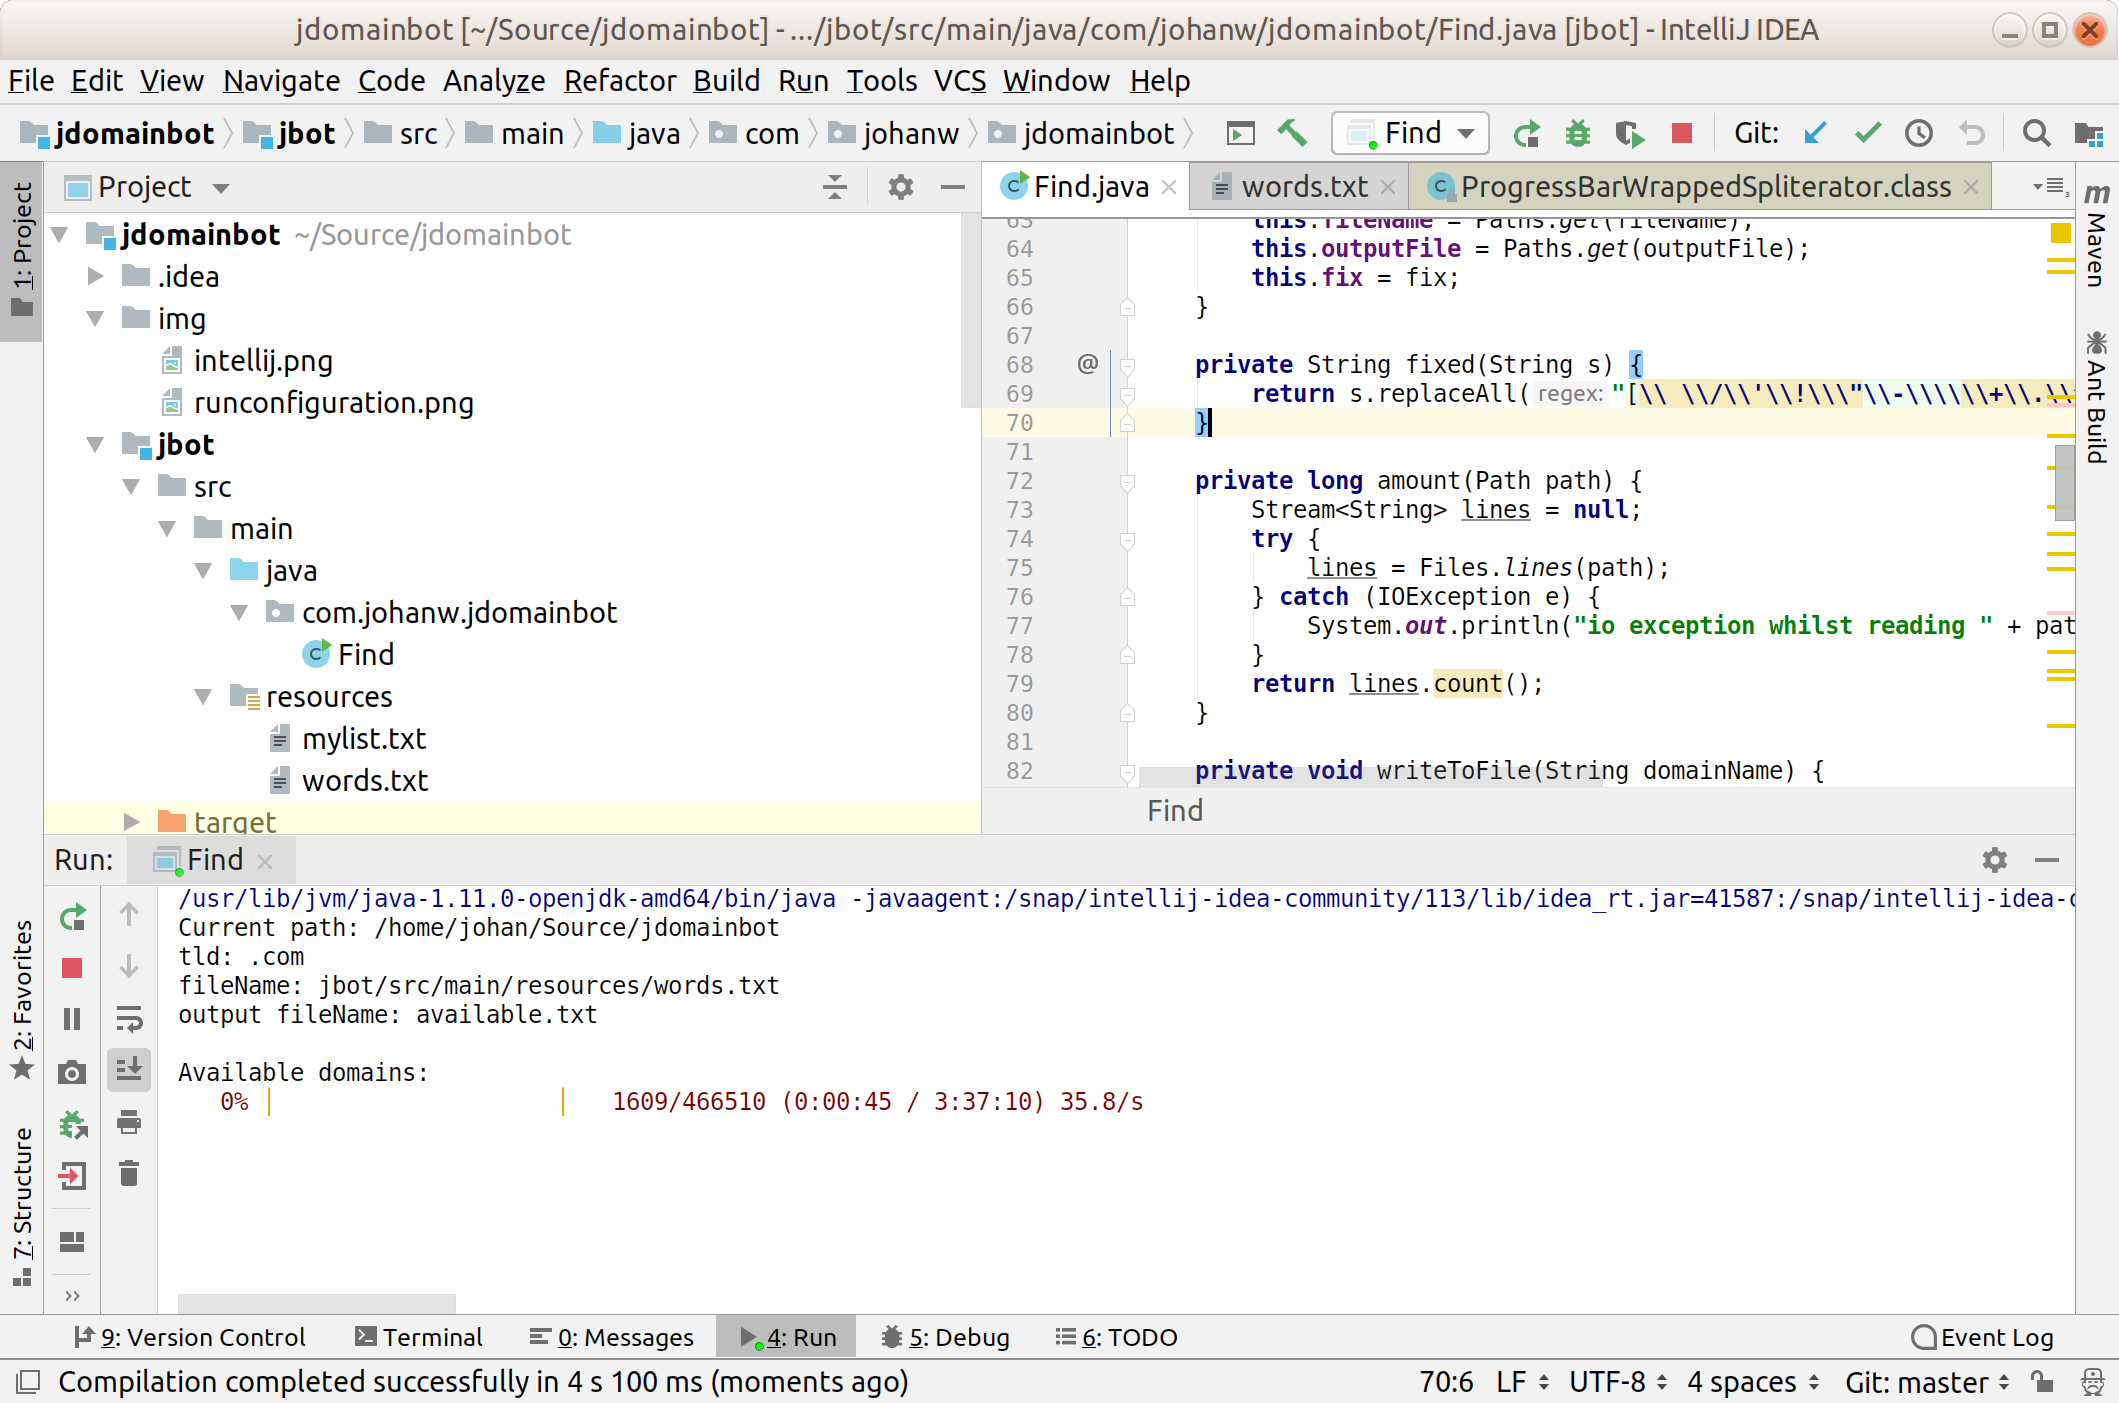 jdomainbot [~/Source/jdomainbot] - .../jbot/src/main/java/com/johanw/jdomainbot/Find.java [jbot] - IntelliJ IDEA
File Edit View Navigate Code Analyze Refactor Build Run Tools VCS Window Help
jdomainbot jbot src main java com johanw jdomainbot Find Git:
1: Project
Project
jdomainbot ~/Source/jdomainbot
.idea
img
intellij.png
runconfiguration.png
jbot
src
main
java
com.johanw.jdomainbot
Find
resources
mylist.txt
words.txt
target
Find.java words.txt ProgressBarWrappedSpliterator.class
63 this.fileName = Paths.get(fileName);
64 this.outputFile = Paths.get(outputFile);
65 this.fix = fix;
66 }
67
68 @ private String fixed(String s) {
69 return s.replaceAll( regex: "[\\ \\/\\'\\!\\\"\\-\\\\\\+\\.\\
70 }
71
72 private long amount(Path path) {
73 Stream<String> lines = null;
74 try {
75 lines = Files.lines(path);
76 } catch (IOException e) {
77 System.out.println("io exception whilst reading " + pat
78 }
79 return lines.count();
80 }
81
82 private void writeToFile(String domainName) {
Find
Maven
Ant Build
2: Favorites
7: Structure
Run: Find
/usr/lib/jvm/java-1.11.0-openjdk-amd64/bin/java -javaagent:/snap/intellij-idea-community/113/lib/idea_rt.jar=41587:/snap/intellij-idea-c
Current path: /home/johan/Source/jdomainbot
tld: .com
fileName: jbot/src/main/resources/words.txt
output fileName: available.txt
Available domains:
0% | | 1609/466510 (0:00:45 / 3:37:10) 35.8/s
9: Version Control Terminal 0: Messages 4: Run 5: Debug 6: TODO Event Log
Compilation completed successfully in 4 s 100 ms (moments ago) 70:6 LF UTF-8 4 spaces Git: master